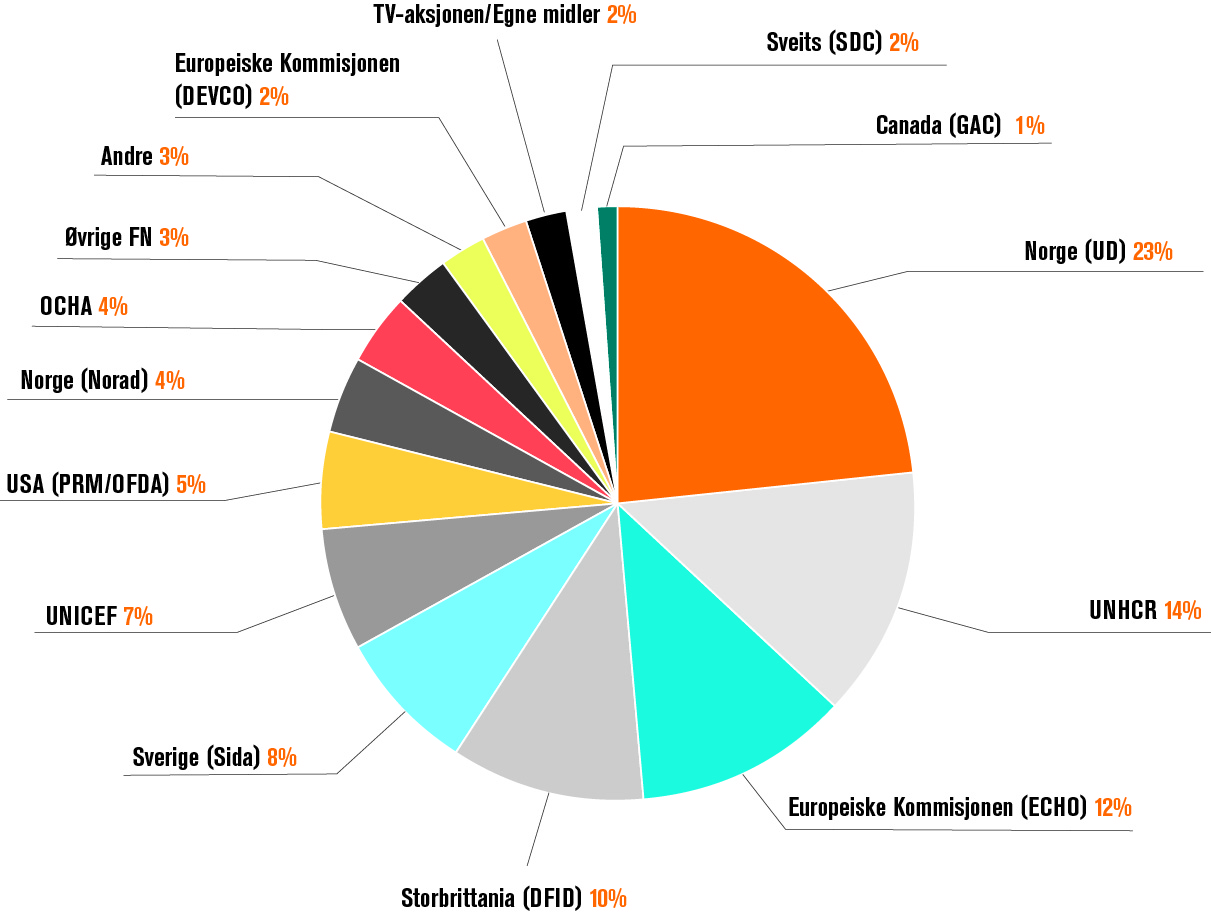 TV-aksjonen/Egne midler 2%
Sveits (SDC) 2%
Europeiske Kommisjonen
(DEVCO) 2%
Canada (GAC) 1%
Andre 3%
Øvrige FN 3%
Norge (UD) 23%
OCHA 4%
Norge (Norad) 4%
USA (PRM/OFDA) 5%
UNHCR 14%
UNICEF 7%
Sverige (Sida) 8%
Europeiske Kommisjonen (ECHO) 12%
Storbrittania (DFID) 10%